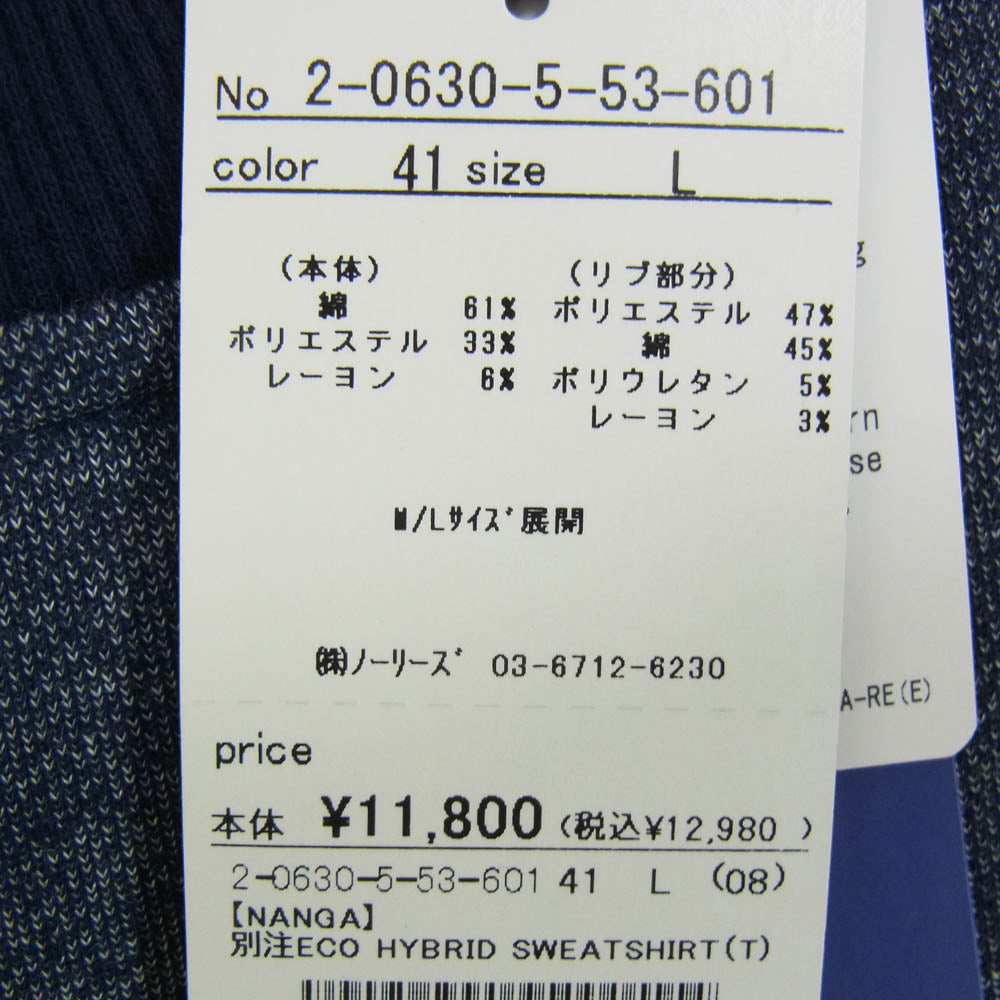 No 2-0630-5-53-601
color 41 size L
(本体)
綿 61%
ポリエステル 33%
レーヨン 6%
(リブ部分)
ポリエステル 47%
綿 45%
ポリウレタン 5%
レーヨン 3%
M/Lサイズ展開
㈱ノーリーズ 03-6712-6230
price
本体 ¥11,800 (税込¥12,980 )
2-0630-5-53-601 41 L (08)
【NANGA】
別注ECO HYBRID SWEATSHIRT(T)
A-RE(E)